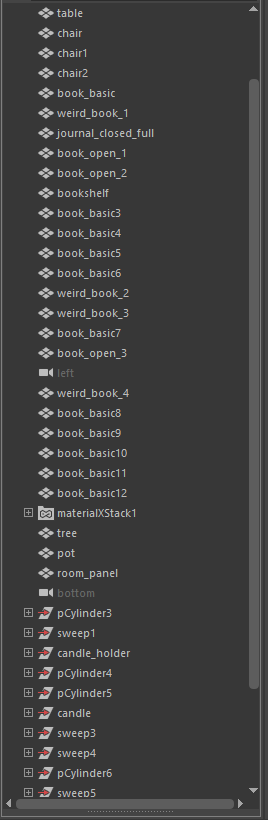 table
chair
chair1
chair2
book_basic
weird_book_1
journal_closed_full
book_open_1
book_open_2
bookshelf
book_basic3
book_basic4
book_basic5
book_basic6
weird_book_2
weird_book_3
book_basic7
book_open_3
left
weird_book_4
book_basic8
book_basic9
book_basic10
book_basic11
book_basic12
materialXStack1
tree
pot
room_panel
bottom
pCylinder3
sweep1
candle_holder
pCylinder4
pCylinder5
candle
sweep3
sweep4
pCylinder6
sweep5